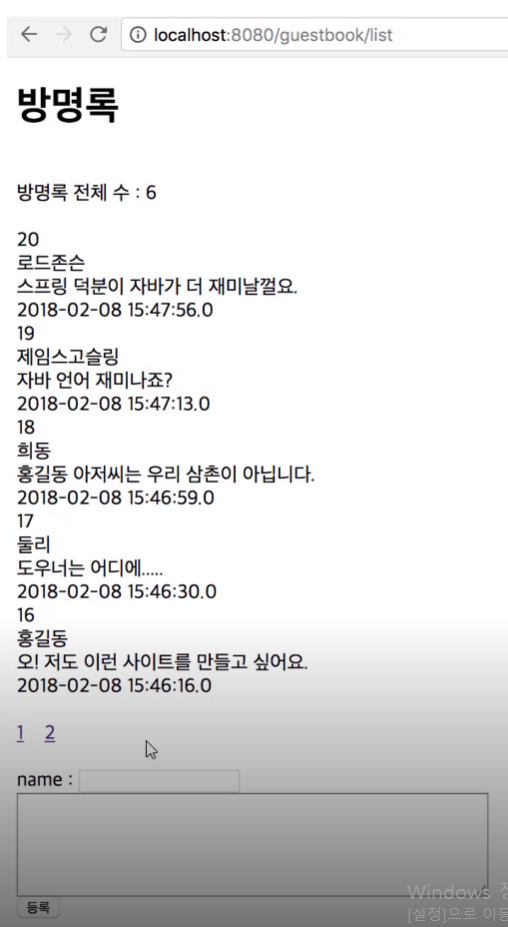 localhost:8080/guestbook/list
방명록
방명록 전체 수 : 6
20
로드존슨
스프링 덕분이 자바가 더 재미날껄요.
2018-02-08 15:47:56.0
19
제임스고슬링
자바 언어 재미나죠?
2018-02-08 15:47:13.0
18
희동
홍길동 아저씨는 우리 삼촌이 아닙니다.
2018-02-08 15:46:59.0
17
둘리
도우너는 어디에.....
2018-02-08 15:46:30.0
16
홍길동
오! 저도 이런 사이트를 만들고 싶어요.
2018-02-08 15:46:16.0
1 2
name :
등록
Windows
[설정]으로